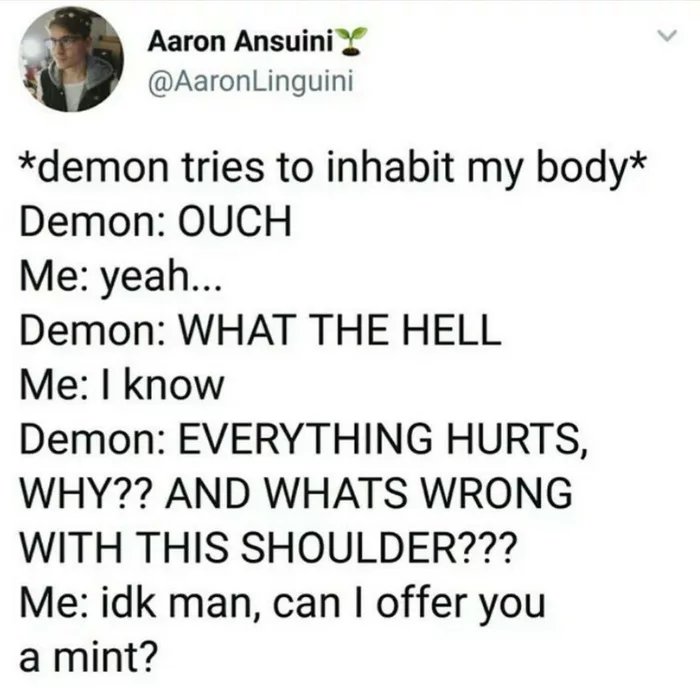 Aaron Ansuini🌱
@AaronLinguini
*demon tries to inhabit my body*
Demon: OUCH
Me: yeah...
Demon: WHAT THE HELL
Me: I know
Demon: EVERYTHING HURTS,
WHY?? AND WHATS WRONG
WITH THIS SHOULDER???
Me: idk man, can I offer you
a mint?